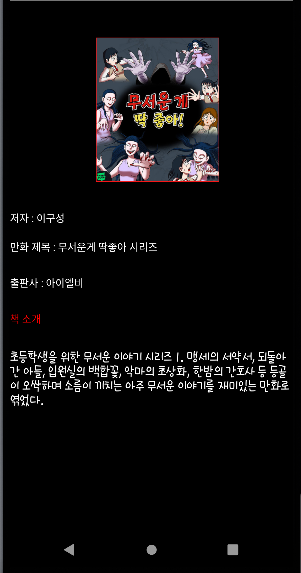 무서운게
딱 좋아!
저자 : 이구성
만화 제목 : 무서운게 딱좋아 시리즈
출판사 : 아이엘비
책 소개
초등학생을 위한 무서운 이야기 시리즈 1. 맹세의 서약서, 되돌아
간 아들, 입원실의 백합꽃, 악마의 초상화, 한밤의 간호사 등 등골
이 오싹하며 소름이 끼치는 아주 무서운 이야기를 재미있는 만화로
엮었다.